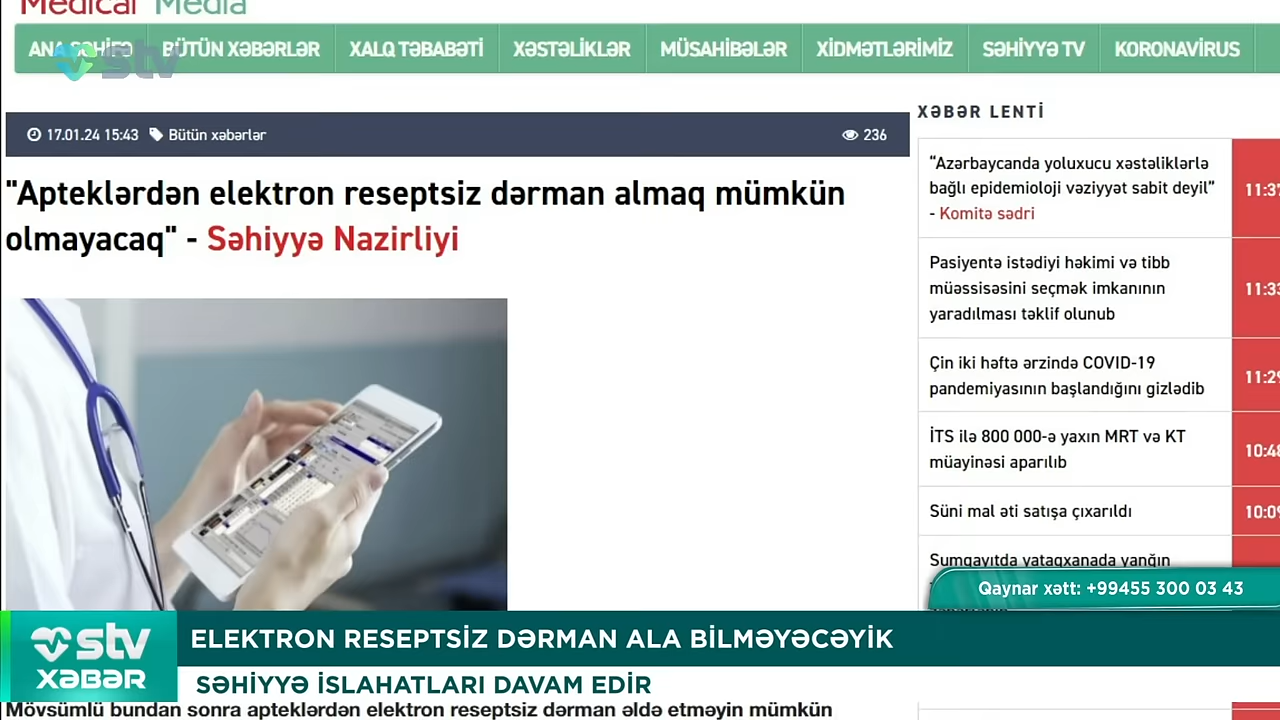 Medical Media
ANA SƏHİFƏ BÜTÜN XƏBƏRLƏR XALQ TƏBABƏTİ XƏSTƏLİKLƏR MÜSAHİBƏLƏR XİDMƏTLƏRİMİZ SƏHİYYƏ TV KORONAVİRUS
stv
17.01.24 15:43 Bütün xəbərlər 236
"Apteklərdən elektron reseptsiz dərman almaq mümkün
olmayacaq" - Səhiyyə Nazirliyi
XƏBƏR LENTİ
“Azərbaycanda yoluxucu xəstəliklərlə
bağlı epidemioloji vəziyyət sabit deyil”
- Komitə sədri
11:37
Pasiyentə istədiyi həkimi və tibb
müəssisəsini seçmək imkanının
yaradılması təklif olunub
11:33
Çin iki həftə ərzində COVID-19
pandemiyasının başlandığını gizlədib
11:29
İTS ilə 800 000-ə yaxın MRT və KT
müayinəsi aparılıb
10:48
Süni mal əti satışa çıxarıldı
10:09
Sumqayıtda yataqxanada yanğın
Qaynar xətt: +99455 300 03 43
stv
XƏBƏR
ELEKTRON RESEPTSİZ DƏRMAN ALA BİLMƏYƏCƏYİK
SƏHİYYƏ İSLAHATLARI DAVAM EDİR
Mövsümlü bundan sonra apteklərdən elektron reseptsiz dərman əldə etməyin mümkün